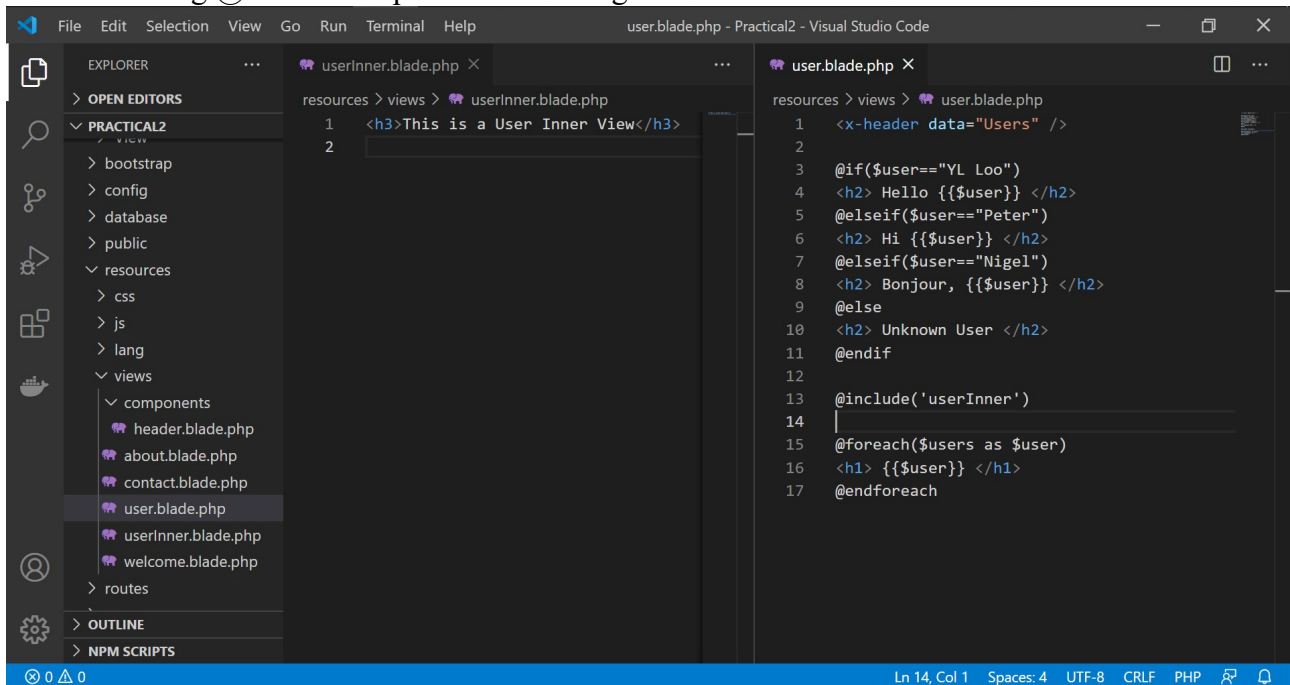 File Edit Selection View Go Run Terminal Help user.blade.php - Practical2 - Visual Studio Code
EXPLORER
OPEN EDITORS
PRACTICAL2
bootstrap
config
database
public
resources
css
js
lang
views
components
header.blade.php
about.blade.php
contact.blade.php
user.blade.php
userInner.blade.php
welcome.blade.php
routes
OUTLINE
NPM SCRIPTS
userInner.blade.php
resources > views > userInner.blade.php
1 <h3>This is a User Inner View</h3>
2
user.blade.php
resources > views > user.blade.php
1 <x-header data="Users" />
2
3 @if($user=="YL Loo")
4 <h2> Hello {{$user}} </h2>
5 @elseif($user=="Peter")
6 <h2> Hi {{$user}} </h2>
7 @elseif($user=="Nigel")
8 <h2> Bonjour, {{$user}} </h2>
9 @else
10 <h2> Unknown User </h2>
11 @endif
12
13 @include('userInner')
14
15 @foreach($users as $user)
16 <h1> {{$user}} </h1>
17 @endforeach
0 0 Ln 14, Col 1 Spaces: 4 UTF-8 CRLF PHP